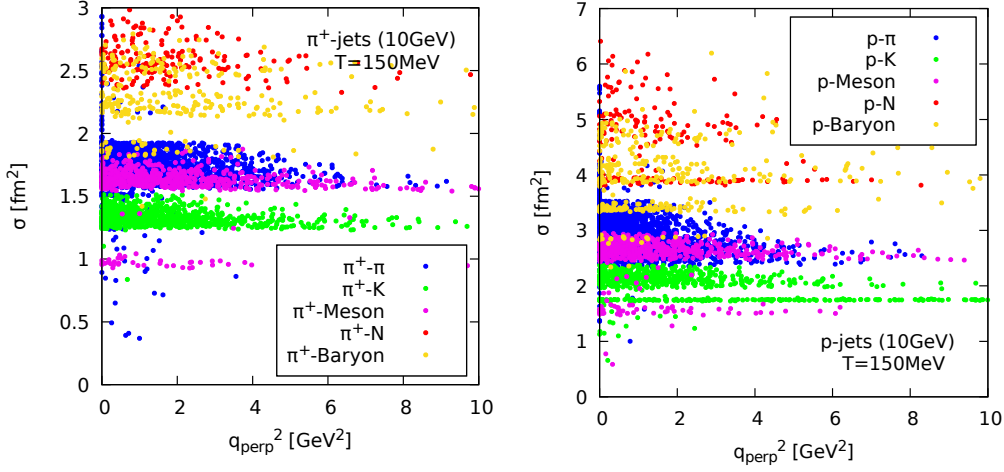 3
2.5
2
1.5
1
0.5
0
σ [fm²]
π⁺-jets (10GeV)
T=150MeV
π⁺-π
π⁺-K
π⁺-Meson
π⁺-N
π⁺-Baryon
0 2 4 6 8 10
q_perp² [GeV²]
7
6
5
4
3
2
1
0
σ [fm²]
p-π
p-K
p-Meson
p-N
p-Baryon
p-jets (10GeV)
T=150MeV
0 2 4 6 8 10
q_perp² [GeV²]